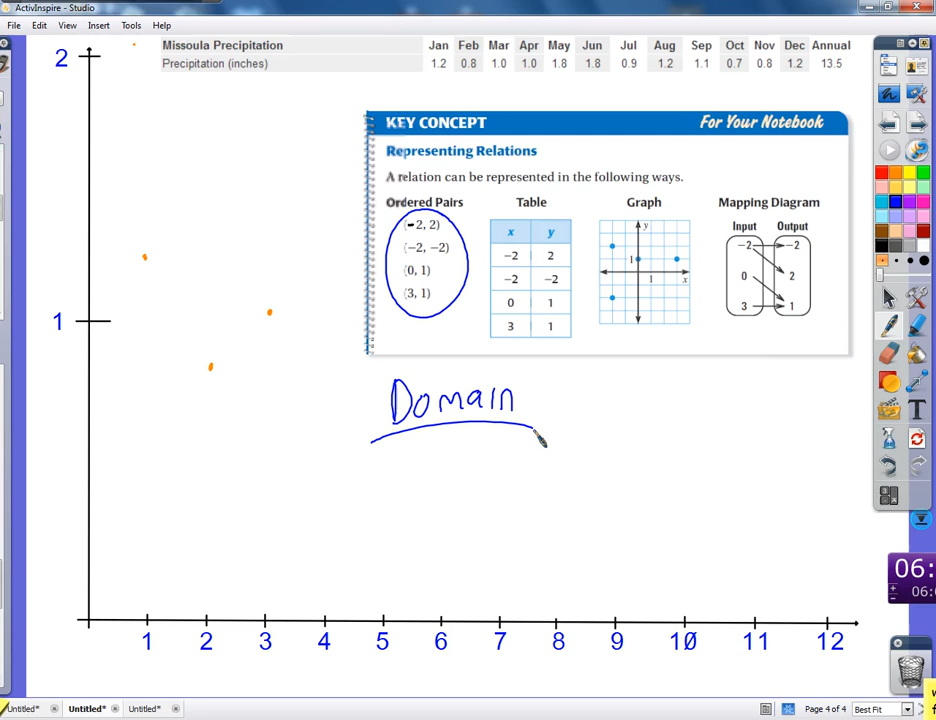 ActivInspire - Studio
File Edit View Insert Tools Help
Missoula Precipitation Jan Feb Mar Apr May Jun Jul Aug Sep Oct Nov Dec Annual
Precipitation (inches) 1.2 0.8 1.0 1.0 1.8 1.8 0.9 1.2 1.1 0.7 0.8 1.2 13.5
2
1
KEY CONCEPT For Your Notebook
Representing Relations
A relation can be represented in the following ways.
Ordered Pairs Table Graph Mapping Diagram
(-2, 2)
(−2, −2)
(0, 1)
(3, 1)
x y
−2 2
−2 −2
0 1
3 1
y
1
1 x
Input Output
−2 −2
0 2
3 1
Domain
1 2 3 4 5 6 7 8 9 10 11 12
06:
Untitled* Untitled* Untitled* Page 4 of 4 Best Fit